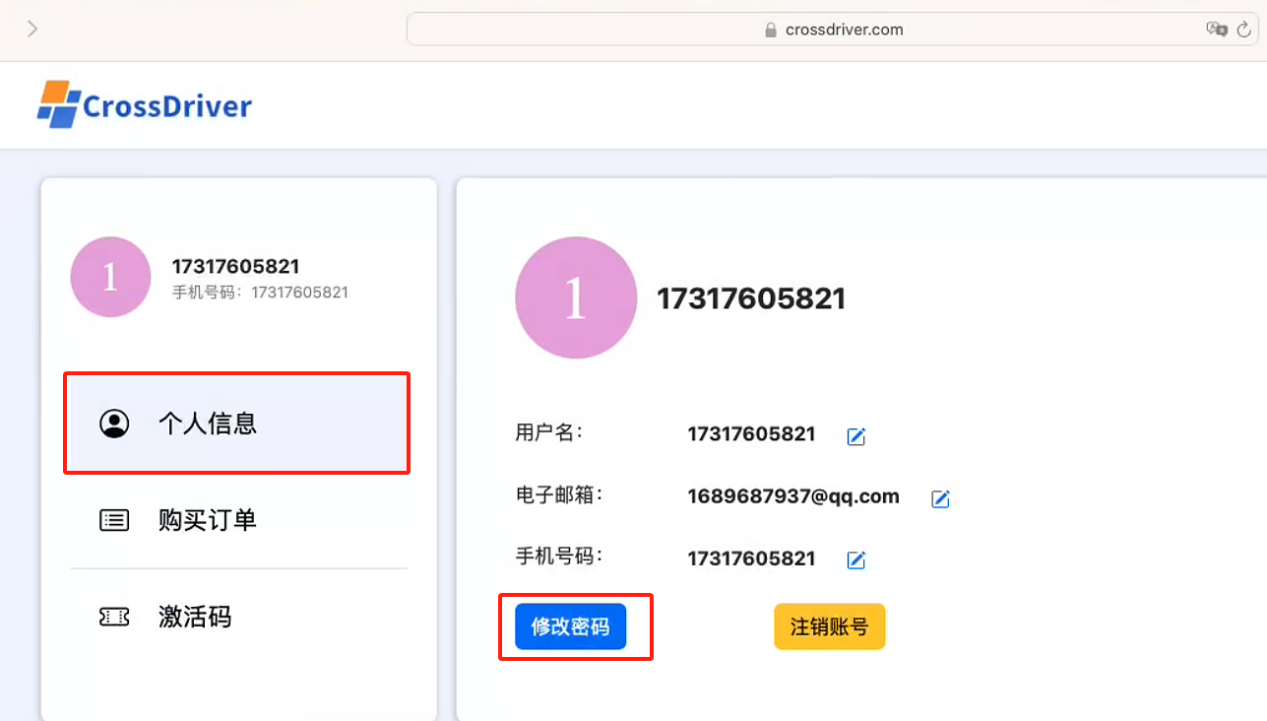 crossdriver.com
CrossDriver
1
17317605821
手机号码：17317605821
个人信息
购买订单
激活码
1
17317605821
用户名：
17317605821
电子邮箱：
1689687937@qq.com
手机号码：
17317605821
修改密码
注销账号